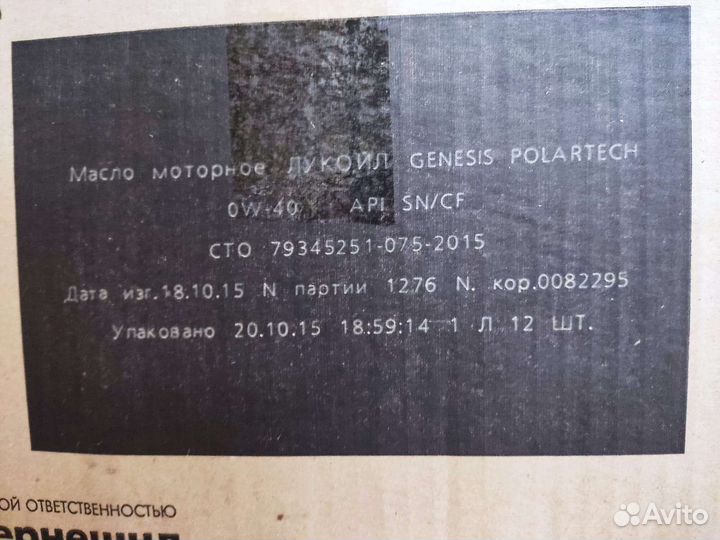 Масло моторное ЛУКОЙЛ GENESIS POLARTECH
0W-40 API SN/CF
СТО 79345251-075-2015
Дата изг.18.10.15 N партии 1276 N. кор.0082295
Упаковано 20.10.15 18:59:14 1 Л 12 ШТ.
ОЙ ОТВЕТСТВЕННОСТЬЮ
Avito